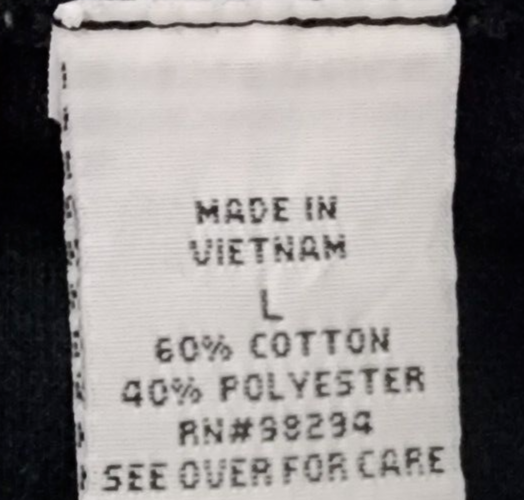 MADE IN
VIETNAM
L
60% COTTON
40% POLYESTER
RN#98294
SEE OVER FOR CARE